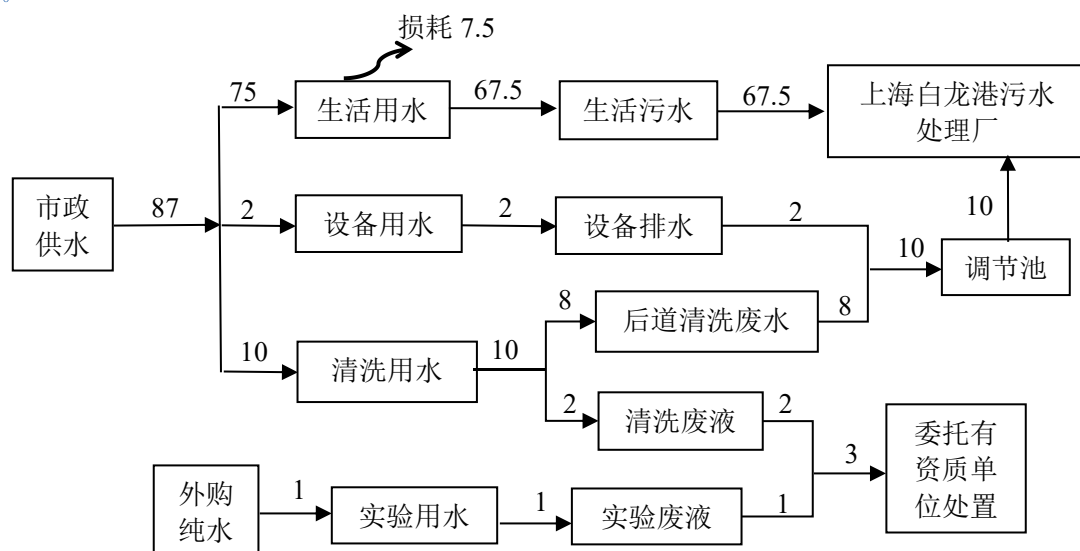 损耗 7.5
75
生活用水
67.5
生活污水
67.5
上海白龙港污水
处理厂
市政
供水
87
2
设备用水
2
设备排水
2
10
10
调节池
8
后道清洗废水
8
10
清洗用水
10
2
清洗废液
2
委托有
资质单
位处置
3
外购
纯水
1
实验用水
1
实验废液
1